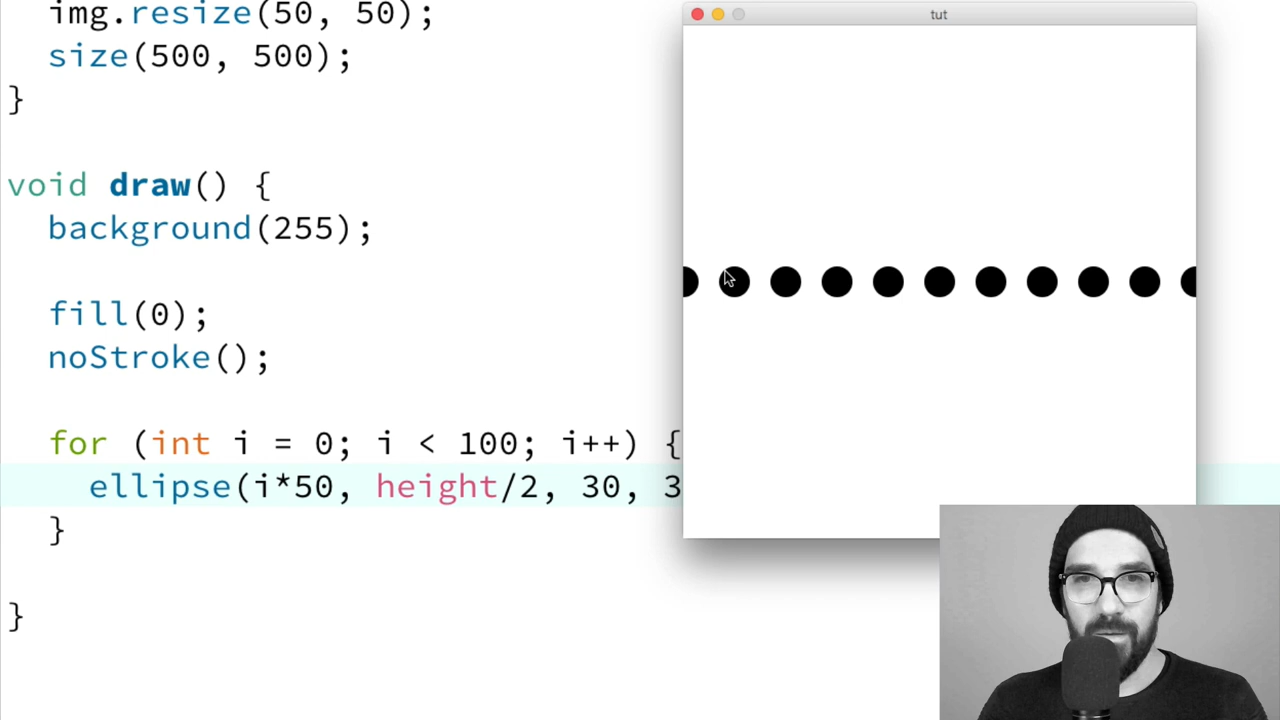 img.resize(50, 50);
size(500, 500);
}
void draw() {
background(255);
fill(0);
noStroke();
for (int i = 0; i < 100; i++) {
ellipse(i*50, height/2, 30, 3
}
}
tut